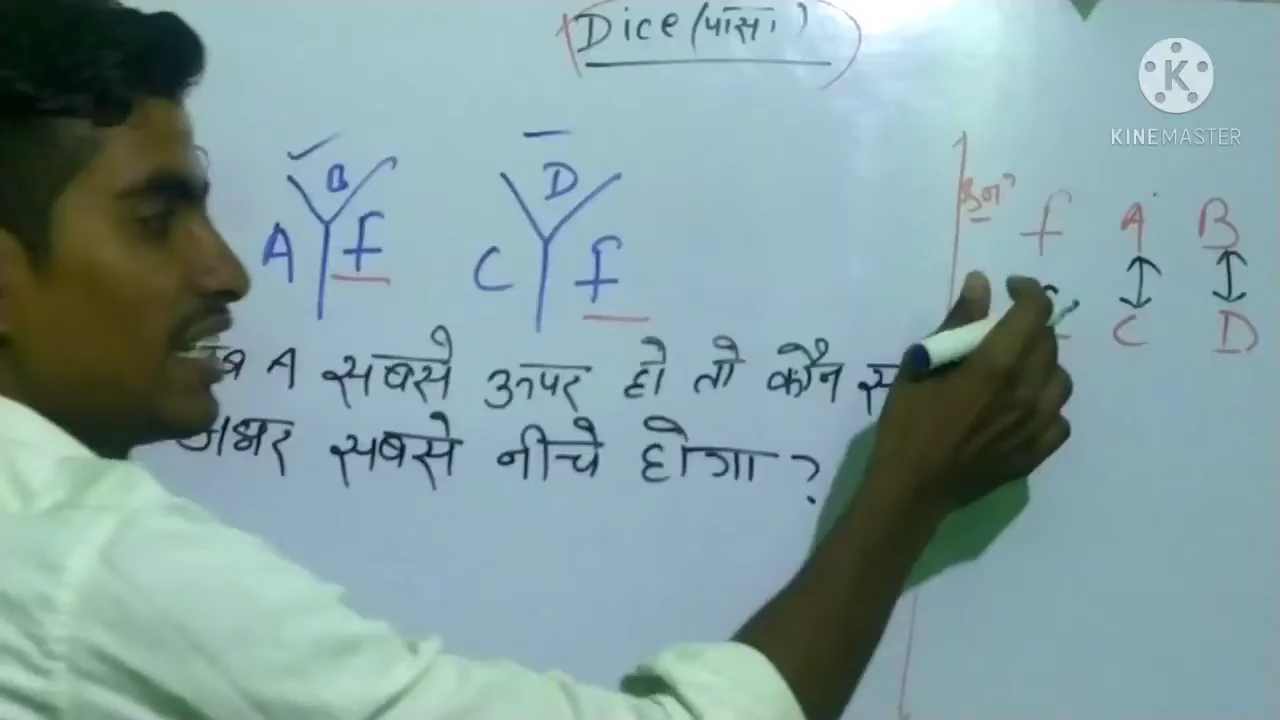 Dice (पासा)
B
A f
D
C f
f A B
C D
A सबसे ऊपर हो तो कौन
अक्षर सबसे नीचे होगा?
KINEMASTER